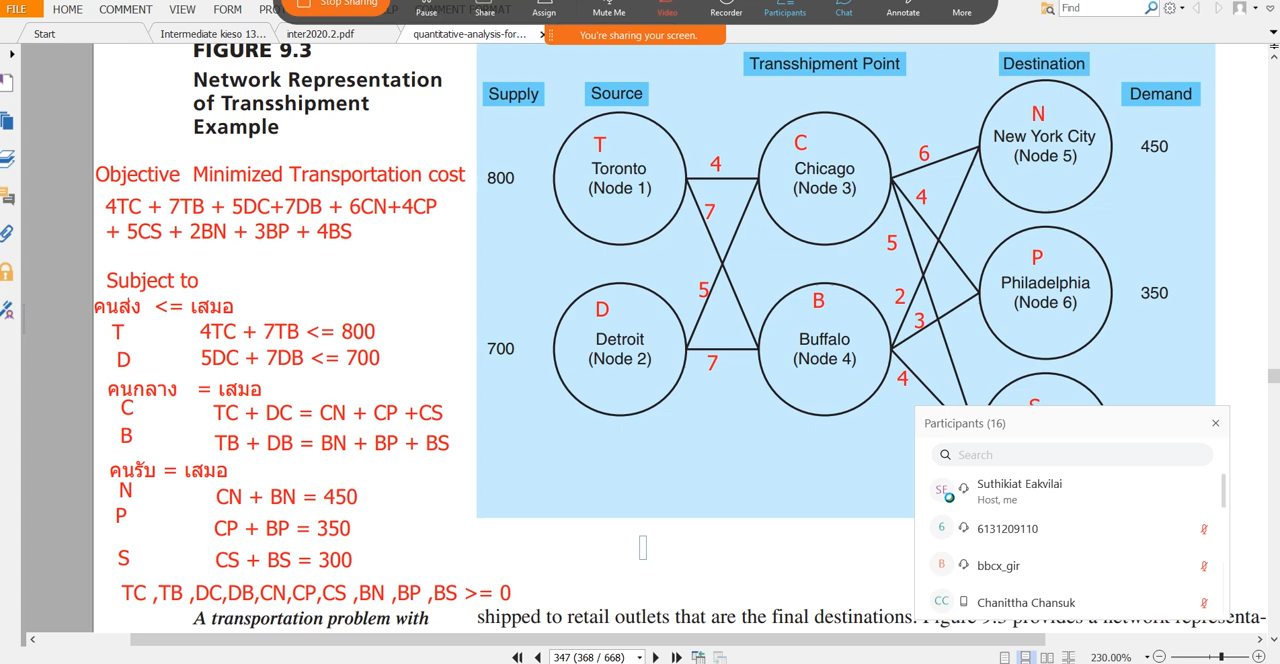 FILE HOME COMMENT VIEW FORM
Stop Sharing Pause Share Assign Mute Me Video Recorder Participants Chat Annotate More
Find
Start Intermediate kieso 13... inter2020.2.pdf quantitative-analysis-for...
You're sharing your screen.
FIGURE 9.3
Network Representation
of Transshipment
Example
Objective Minimized Transportation cost
4TC + 7TB + 5DC+7DB + 6CN+4CP
+ 5CS + 2BN + 3BP + 4BS
Subject to
คนส่ง <= เสมอ
T 4TC + 7TB <= 800
D 5DC + 7DB <= 700
คนกลาง = เสมอ
C TC + DC = CN + CP +CS
B TB + DB = BN + BP + BS
คนรับ = เสมอ
N CN + BN = 450
P CP + BP = 350
S CS + BS = 300
TC ,TB ,DC,DB,CN,CP,CS ,BN ,BP ,BS >= 0
A transportation problem with
Transshipment Point Destination
Supply Source Demand
T
Toronto
(Node 1)
800
C
Chicago
(Node 3)
N
New York City
(Node 5)
450
4
7
5
7
6
4
5
2
3
4
D
Detroit
(Node 2)
700
B
Buffalo
(Node 4)
P
Philadelphia
(Node 6)
350
Participants (16)
Search
SE Suthikiat Eakvilai
Host, me
6 6131209110
B bbcx_gir
CC Chanittha Chansuk
shipped to retail outlets that are the final destinations.
347 (368 / 668)
230.00%